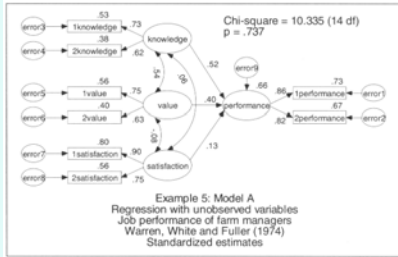 Chi-square = 10.335 (14 df)
p = .737
error3
.53
1knowledge
.73
knowledge
error4
.38
2knowledge
.62
.54
.52
error9
.66
error5
.56
1value
.75
value
.40
performance
.86
.73
1performance
error1
error6
.40
2value
.63
.82
.67
2performance
error2
-.08
.13
error7
.80
1satisfaction
.90
satisfaction
error8
.56
2satisfaction
.75
Example 5: Model A
Regression with unobserved variables
Job performance of farm managers
Warren, White and Fuller (1974)
Standardized estimates